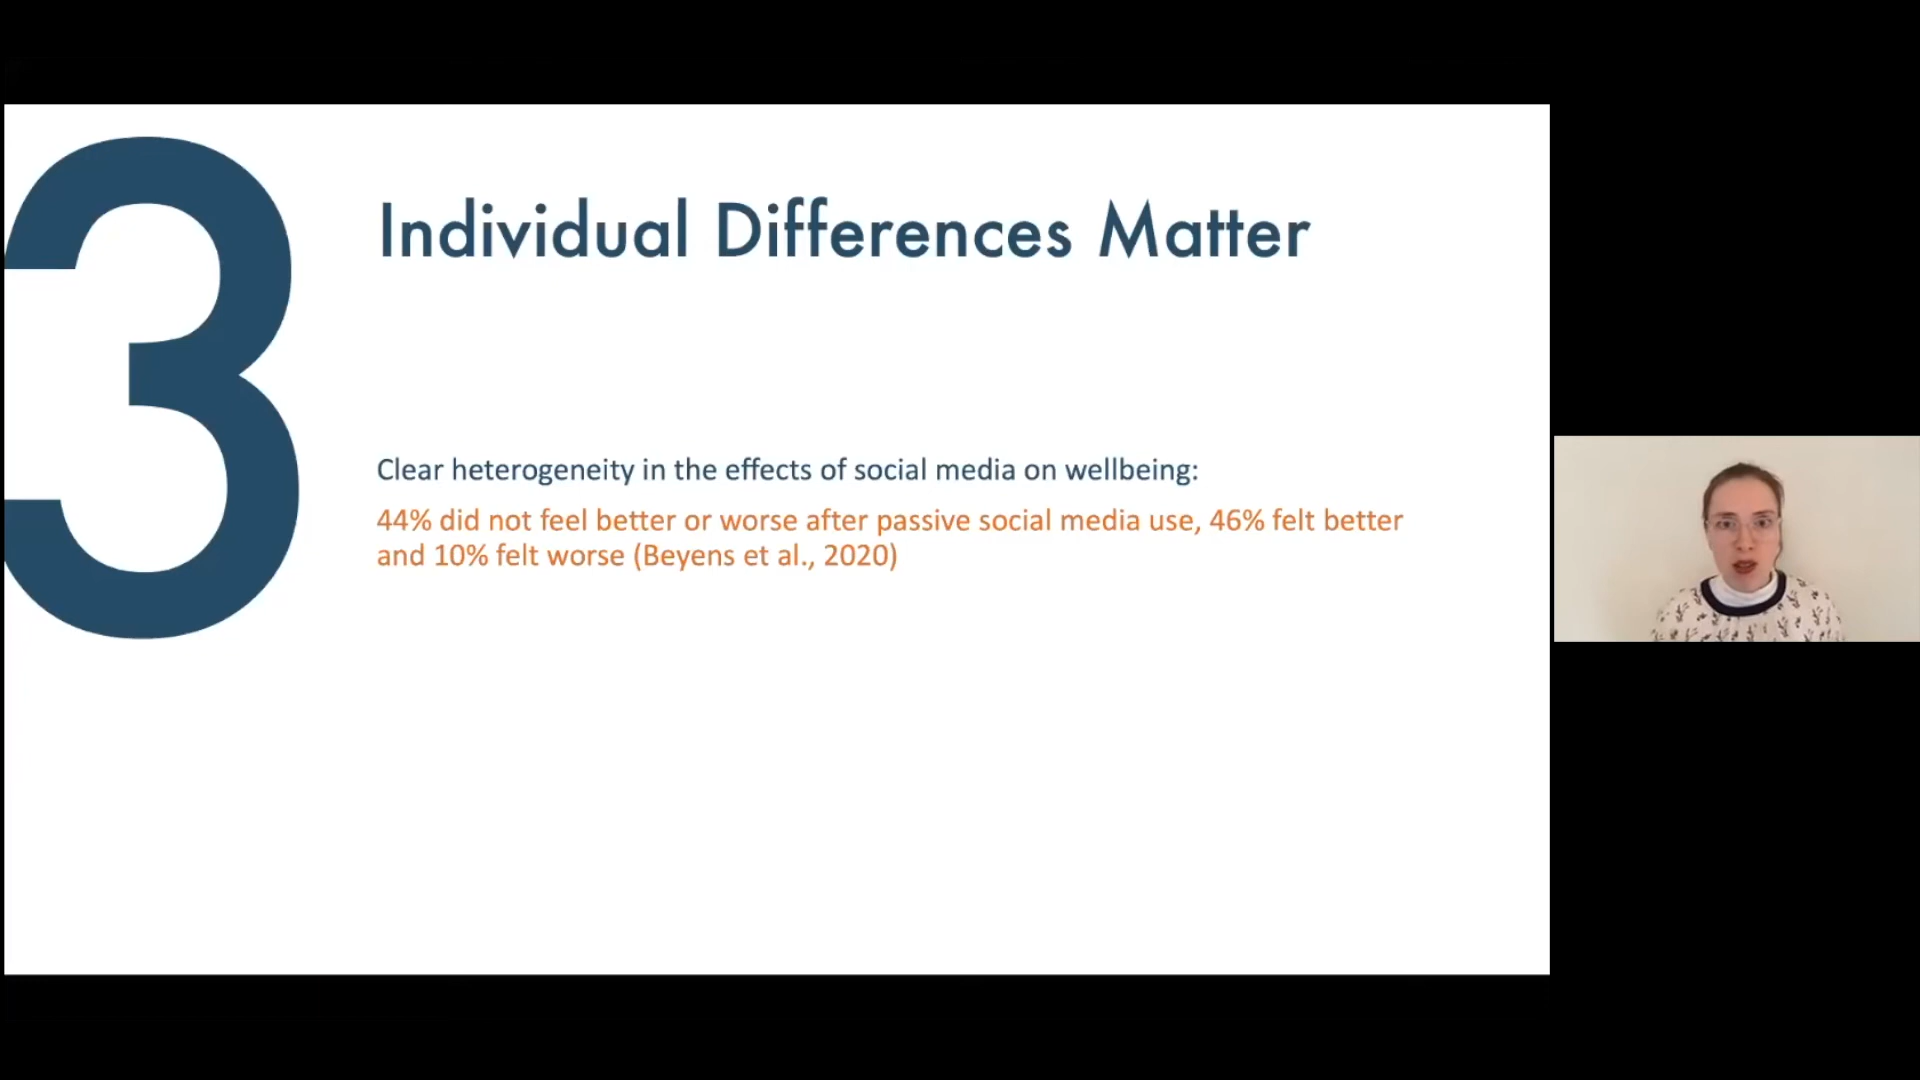 3
Individual Differences Matter
Clear heterogeneity in the effects of social media on wellbeing:
44% did not feel better or worse after passive social media use, 46% felt better
and 10% felt worse (Beyens et al., 2020)